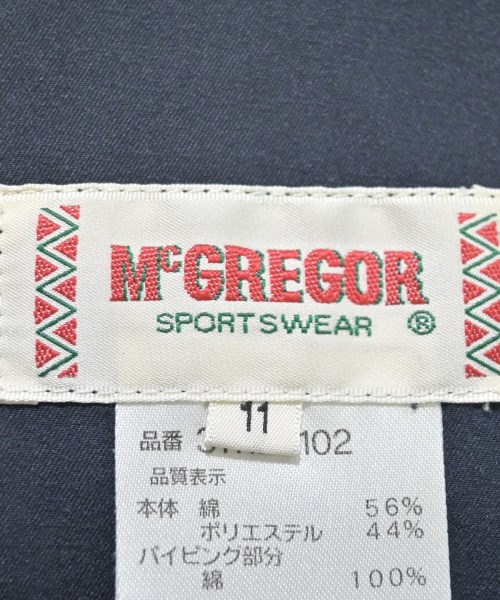 McGREGOR
SPORTSWEAR ®
11
品番 102
品質表示
本体 綿 56%
ポリエステル 44%
パイピング部分
綿 100%